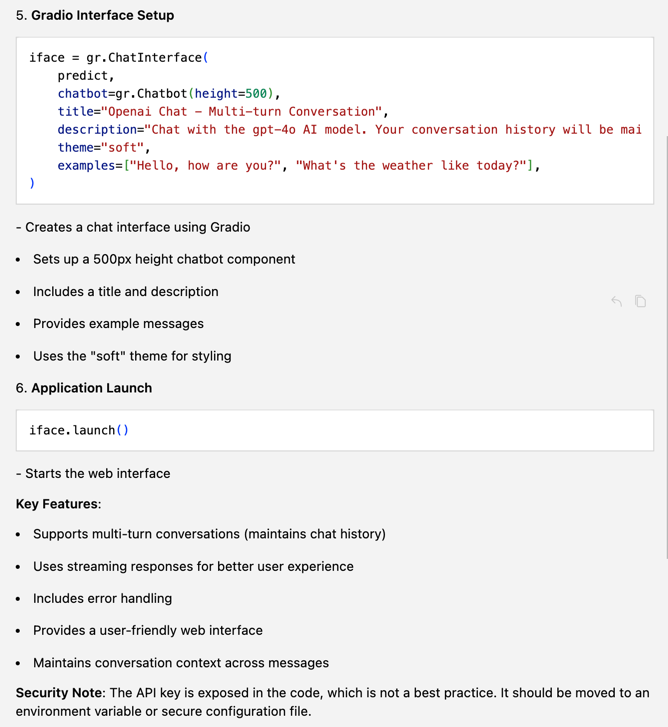 5. Gradio Interface Setup
iface = gr.ChatInterface(
    predict,
    chatbot=gr.Chatbot(height=500),
    title="Openai Chat – Multi-turn Conversation",
    description="Chat with the gpt-4o AI model. Your conversation history will be mai
    theme="soft",
    examples=["Hello, how are you?", "What's the weather like today?"],
)
- Creates a chat interface using Gradio
• Sets up a 500px height chatbot component
• Includes a title and description
• Provides example messages
• Uses the "soft" theme for styling
6. Application Launch
iface.launch()
- Starts the web interface
Key Features:
• Supports multi-turn conversations (maintains chat history)
• Uses streaming responses for better user experience
• Includes error handling
• Provides a user-friendly web interface
• Maintains conversation context across messages
Security Note: The API key is exposed in the code, which is not a best practice. It should be moved to an
environment variable or secure configuration file.